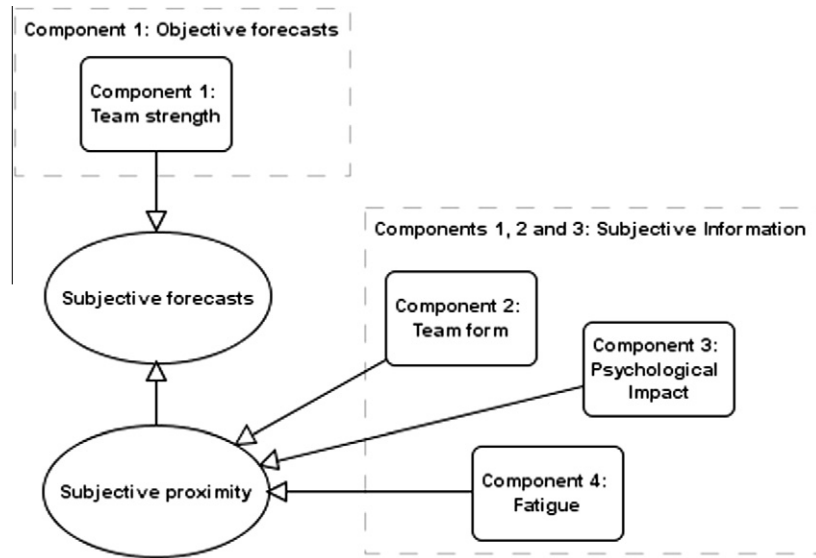 Component 1: Objective forecasts
Component 1:
Team strength
Subjective forecasts
Components 1, 2 and 3: Subjective Information
Component 2:
Team form
Component 3:
Psychological
Impact
Component 4:
Fatigue
Subjective proximity